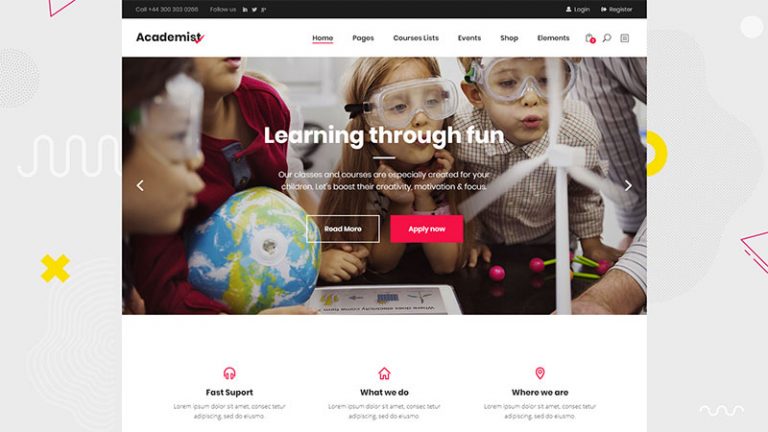 Call +44 300 303 0266 Follow us Login Register
Academist Home Pages Courses Lists Events Shop Elements
Learning through fun
Our classes and courses are especially created for your
children. Let's boost their creativity, motivation & focus.
Read More Apply now
Fast Suport What we do Where we are
Lorem ipsum dolor sit amet, consec tetur Lorem ipsum dolor sit amet, consec tetur Lorem ipsum dolor sit amet, consec tetur
adipiscing, sed do eiusmo. adipiscing, sed do eiusmo. adipiscing, sed do eiusmo.